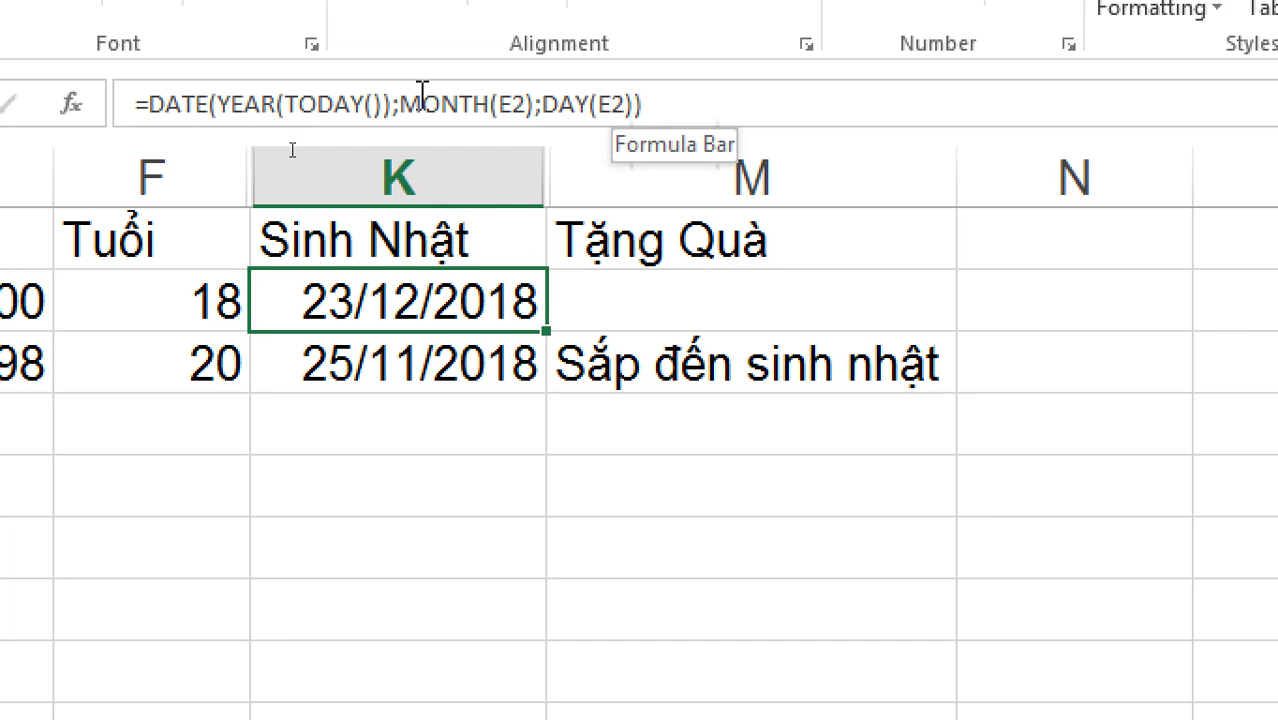 Formatting Tab
Font Alignment Number Styles
fx =DATE(YEAR(TODAY());MONTH(E2);DAY(E2))
Formula Bar
F K M N
Tuổi Sinh Nhật Tặng Quà
00 18 23/12/2018
98 20 25/11/2018 Sắp đến sinh nhật